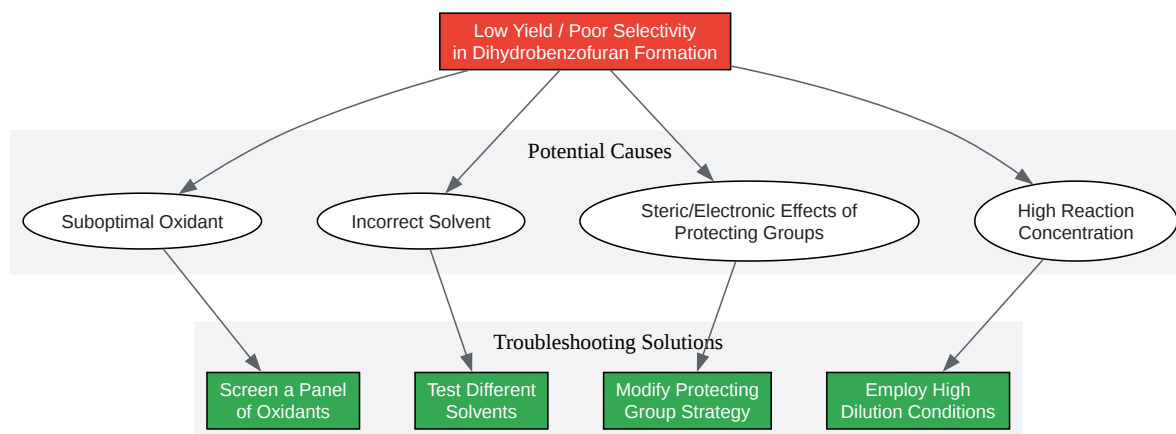 Low Yield / Poor Selectivity
in Dihydrobenzofuran Formation
Potential Causes
Suboptimal Oxidant
Incorrect Solvent
Steric/Electronic Effects of
Protecting Groups
High Reaction
Concentration
Troubleshooting Solutions
Screen a Panel
of Oxidants
Test Different
Solvents
Modify Protecting
Group Strategy
Employ High
Dilution Conditions